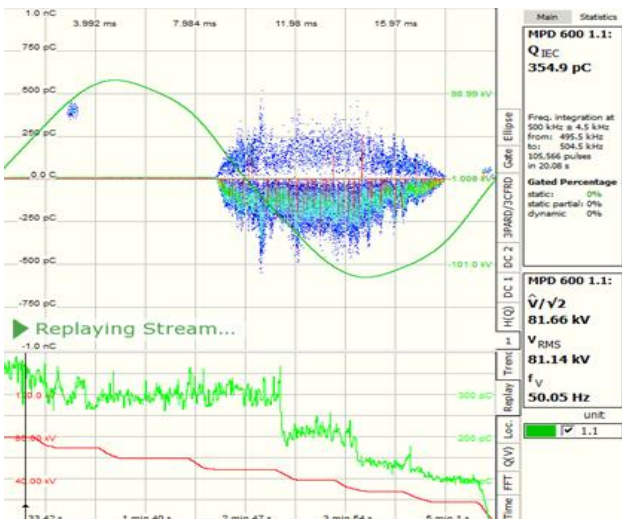 1.0 nC
3.992 ms
7.984 ms
11.98 ms
15.97 ms
750 pC
500 pC
98.99 kV
250 pC
0.0 C
-1.008 kV
-250 pC
-500 pC
-101.0 kV
-750 pC
-1.0 nC
Replaying Stream...
300 pC
200 pC
40.00 kV
33.42 s
1 min 40 s
2 min 47 s
3 min 54 s
5 min 1 s
Ellipse
Gate
3PARD/3CFRD
DC 2
DC 1
H(Q)
Trend
Replay
Loc.
Q(V)
FFT
Time
Main Statistics
MPD 600 1.1:
QIEC
354.9 pC
Freq. integration at
500 kHz ± 4.5 kHz
from: 495.5 kHz
to: 504.5 kHz
105,566 pulses
in 20.08 s
Gated Percentage
static: 0%
static partial: 0%
dynamic 0%
MPD 600 1.1:
V̂/√2
81.66 kV
VRMS
81.14 kV
fV
50.05 Hz
unit
1.1